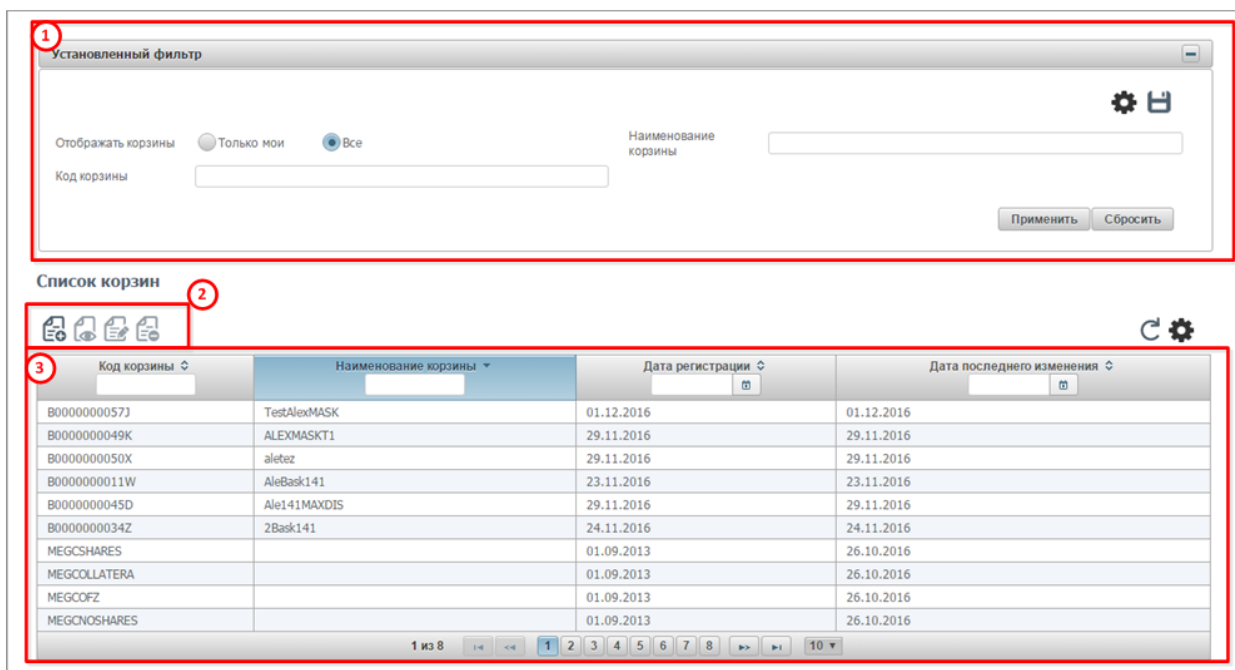 1
Установленный фильтр
Отображать корзины Только мои Все Наименование корзины
Код корзины
Применить Сбросить
Список корзин
2
3
Код корзины Наименование корзины Дата регистрации Дата последнего изменения
B0000000057J TestAlexMASK 01.12.2016 01.12.2016
B0000000049K ALEXMASKT1 29.11.2016 29.11.2016
B0000000050X aletez 29.11.2016 29.11.2016
B0000000011W AleBask141 23.11.2016 23.11.2016
B0000000045D Ale141MAXDIS 29.11.2016 29.11.2016
B0000000034Z 2Bask141 24.11.2016 24.11.2016
MEGCSHARES 01.09.2013 26.10.2016
MEGCOLLATERA 01.09.2013 26.10.2016
MEGCOFZ 01.09.2013 26.10.2016
MEGCNOSHARES 01.09.2013 26.10.2016
1 из 8 1 2 3 4 5 6 7 8 10